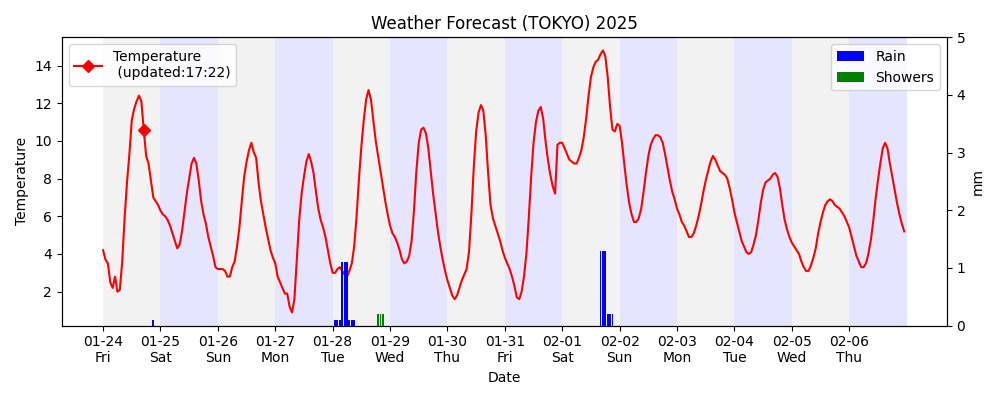 Weather Forecast (TOKYO) 2025
Temperature
(updated:17:22)
Rain
Showers
Temperature
14
12
10
8
6
4
2
5
4
3
2
1
0
mm
01-24 01-25 01-26 01-27 01-28 01-29 01-30 01-31 02-01 02-02 02-03 02-04 02-05 02-06
Fri Sat Sun Mon Tue Wed Thu Fri Sat Sun Mon Tue Wed Thu
Date